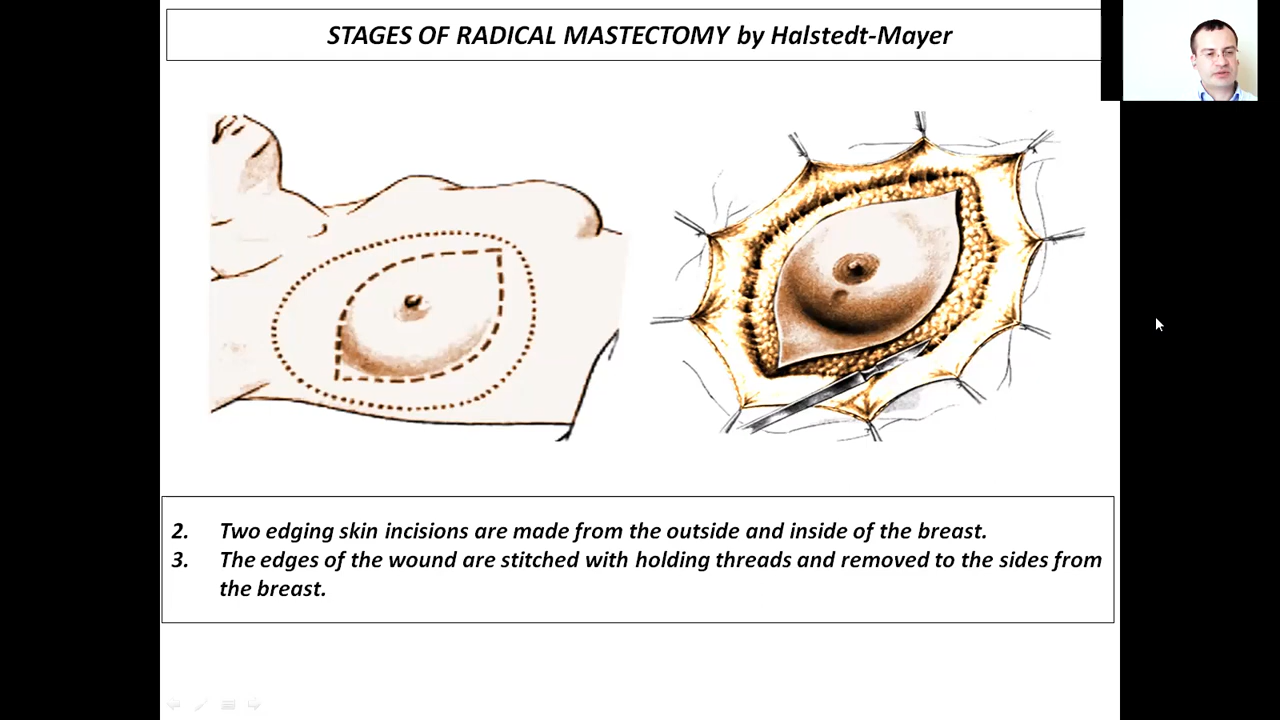 STAGES OF RADICAL MASTECTOMY by Halstedt-Mayer
2. Two edging skin incisions are made from the outside and inside of the breast.
3. The edges of the wound are stitched with holding threads and removed to the sides from
the breast.